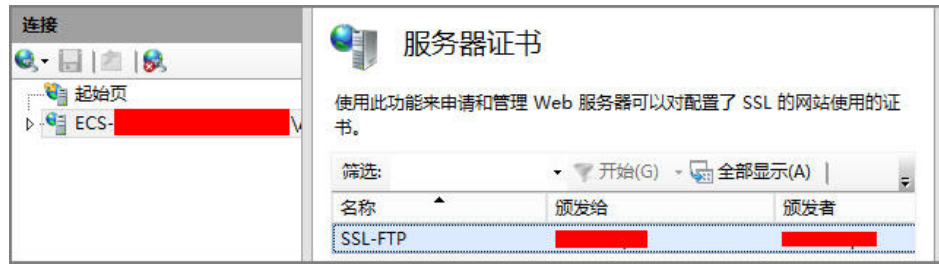 连接
起始页
ECS-
服务器证书
使用此功能来申请和管理 Web 服务器可以对配置了 SSL 的网站使用的证
书。
筛选: 开始(G) 全部显示(A)
名称 颁发给 颁发者
SSL-FTP